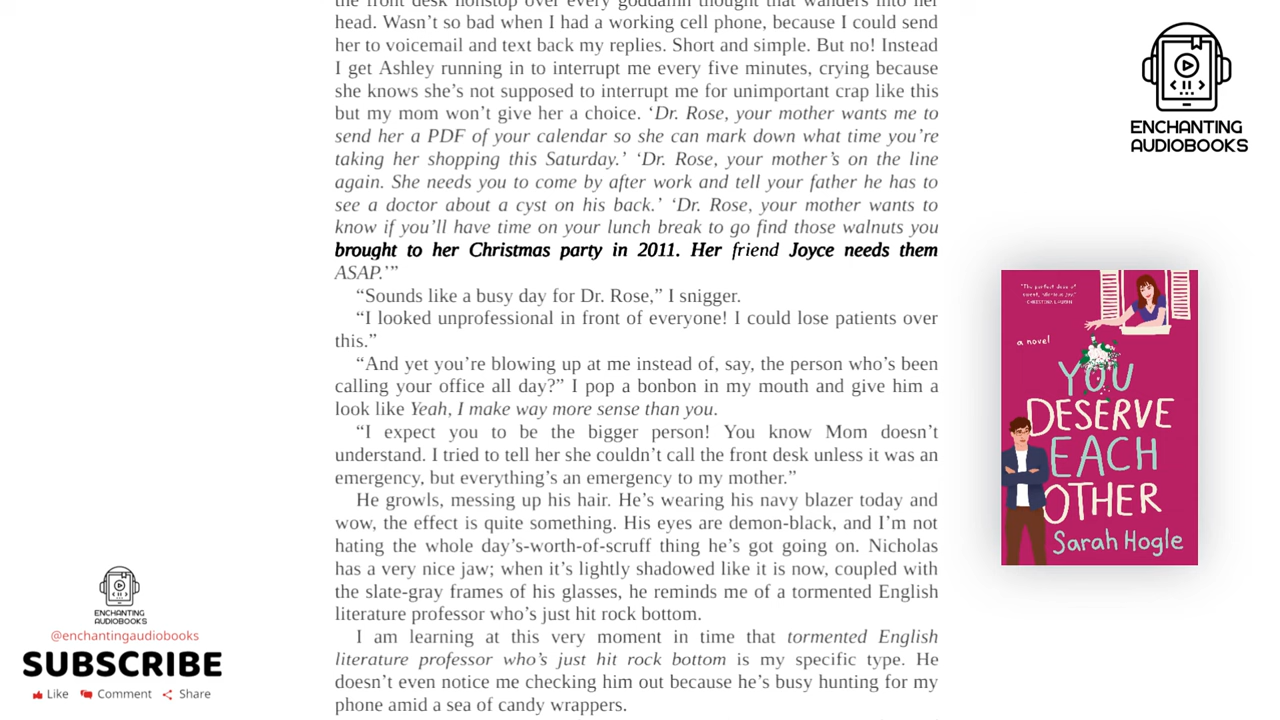 the front desk nonstop over every goddamn thought that wanders into her
head. Wasn’t so bad when I had a working cell phone, because I could send
her to voicemail and text back my replies. Short and simple. But no! Instead
I get Ashley running in to interrupt me every five minutes, crying because
she knows she’s not supposed to interrupt me for unimportant crap like this
but my mom won’t give her a choice. ‘Dr. Rose, your mother wants me to
send her a PDF of your calendar so she can mark down what time you’re
taking her shopping this Saturday.’ ‘Dr. Rose, your mother’s on the line
again. She needs you to come by after work and tell your father he has to
see a doctor about a cyst on his back.’ ‘Dr. Rose, your mother wants to
know if you’ll have time on your lunch break to go find those walnuts you
brought to her Christmas party in 2011. Her friend Joyce needs them
ASAP.’”
“Sounds like a busy day for Dr. Rose,” I snigger.
“I looked unprofessional in front of everyone! I could lose patients over
this.”
“And yet you’re blowing up at me instead of, say, the person who’s been
calling your office all day?” I pop a bonbon in my mouth and give him a
look like Yeah, I make way more sense than you.
“I expect you to be the bigger person! You know Mom doesn’t
understand. I tried to tell her she couldn’t call the front desk unless it was an
emergency, but everything’s an emergency to my mother.”
He growls, messing up his hair. He’s wearing his navy blazer today and
wow, the effect is quite something. His eyes are demon-black, and I’m not
hating the whole day’s-worth-of-scruff thing he’s got going on. Nicholas
has a very nice jaw; when it’s lightly shadowed like it is now, coupled with
the slate-gray frames of his glasses, he reminds me of a tormented English
literature professor who’s just hit rock bottom.
I am learning at this very moment in time that tormented English
literature professor who’s just hit rock bottom is my specific type. He
doesn’t even notice me checking him out because he’s busy hunting for my
phone amid a sea of candy wrappers.
ENCHANTING
AUDIOBOOKS
"The perfect dose of
CHRISTINA LAUREN
a novel
YOU
DESERVE
EACH
OTHER
Sarah Hogle
ENCHANTING
AUDIOBOOKS
@enchantingaudiobooks
SUBSCRIBE
Like Comment Share